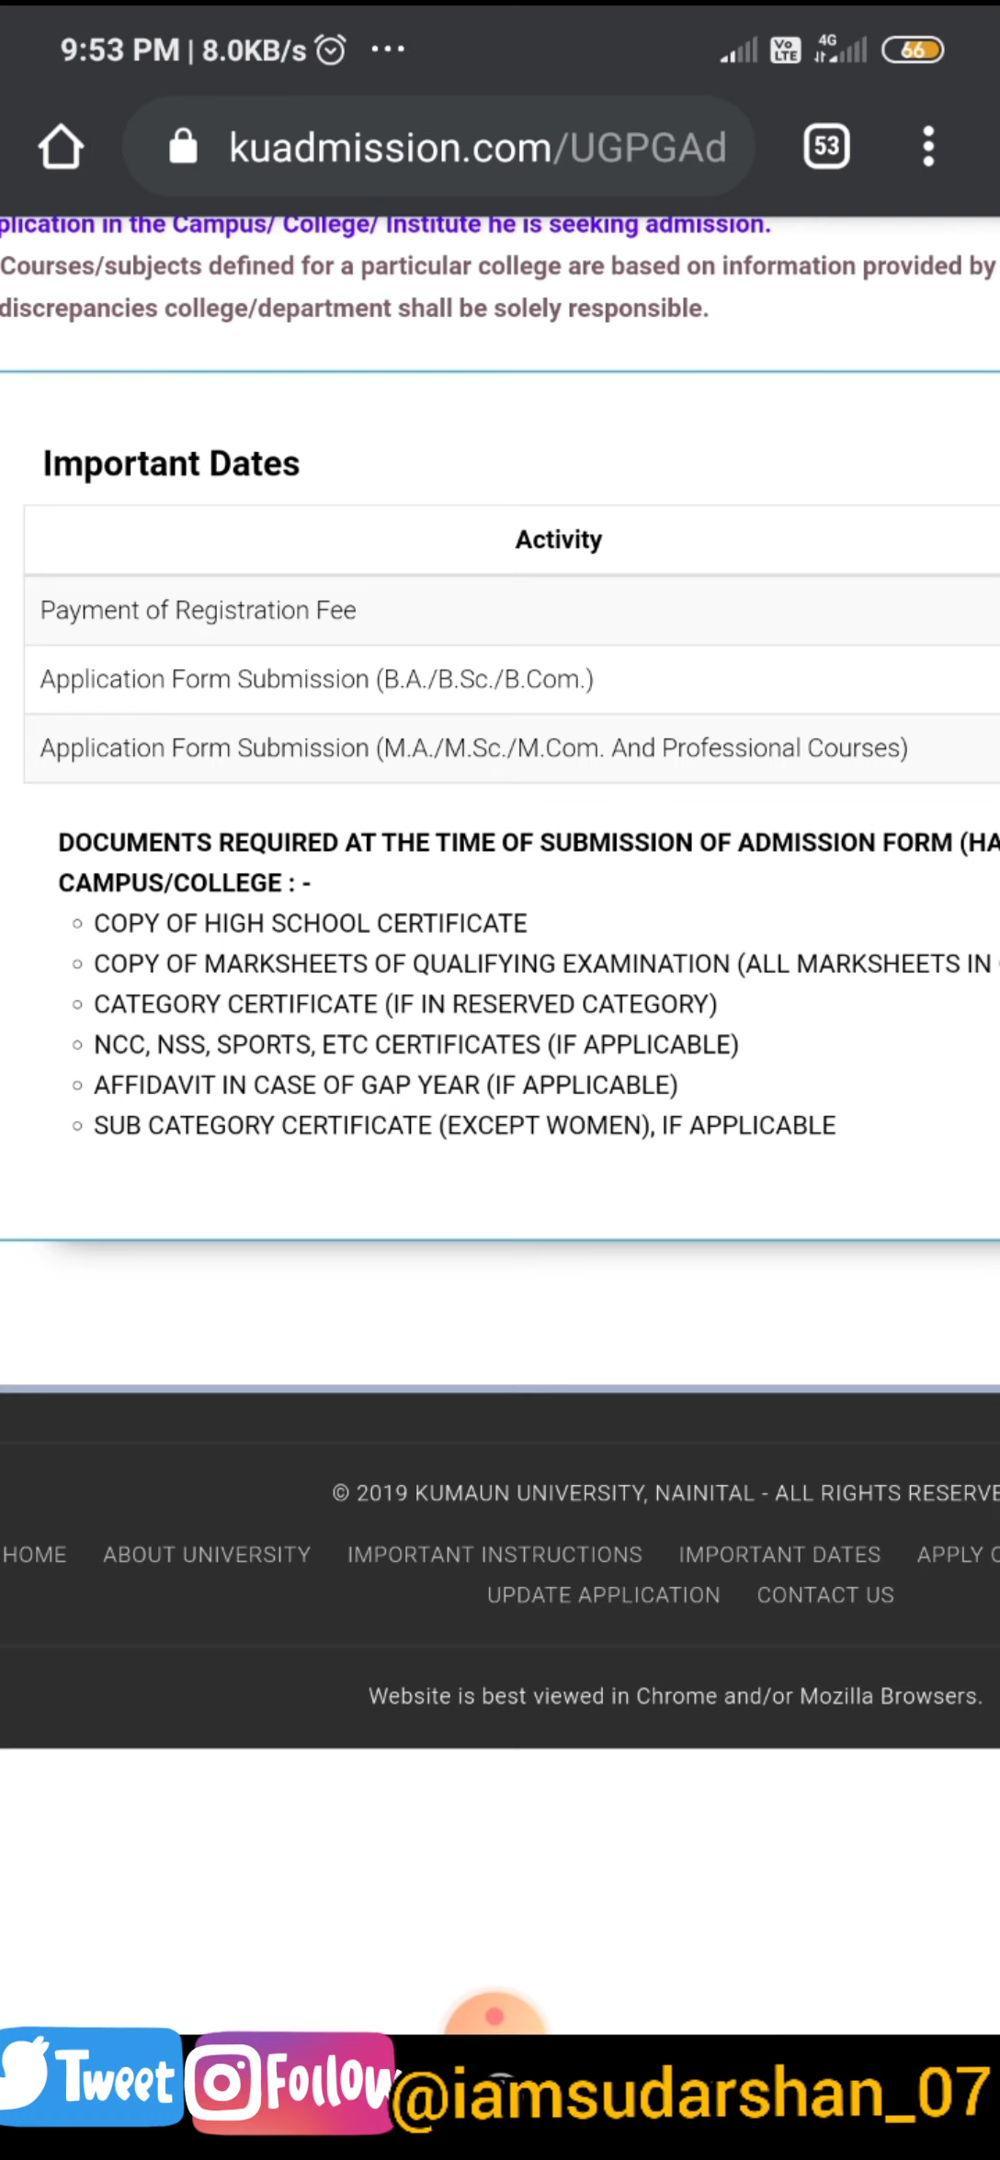 9:53 PM | 8.0KB/s ...
Vo LTE 4G 66
kuadmission.com/UGPGAd 53
plication in the Campus/ College/ Institute he is seeking admission.
Courses/subjects defined for a particular college are based on information provided by
discrepancies college/department shall be solely responsible.
Important Dates
Activity
Payment of Registration Fee
Application Form Submission (B.A./B.Sc./B.Com.)
Application Form Submission (M.A./M.Sc./M.Com. And Professional Courses)
DOCUMENTS REQUIRED AT THE TIME OF SUBMISSION OF ADMISSION FORM (HA
CAMPUS/COLLEGE : -
COPY OF HIGH SCHOOL CERTIFICATE
COPY OF MARKSHEETS OF QUALIFYING EXAMINATION (ALL MARKSHEETS IN
CATEGORY CERTIFICATE (IF IN RESERVED CATEGORY)
NCC, NSS, SPORTS, ETC CERTIFICATES (IF APPLICABLE)
AFFIDAVIT IN CASE OF GAP YEAR (IF APPLICABLE)
SUB CATEGORY CERTIFICATE (EXCEPT WOMEN), IF APPLICABLE
© 2019 KUMAUN UNIVERSITY, NAINITAL - ALL RIGHTS RESERVE
HOME ABOUT UNIVERSITY IMPORTANT INSTRUCTIONS IMPORTANT DATES APPLY
UPDATE APPLICATION CONTACT US
Website is best viewed in Chrome and/or Mozilla Browsers.
Tweet Follow @iamsudarshan_07